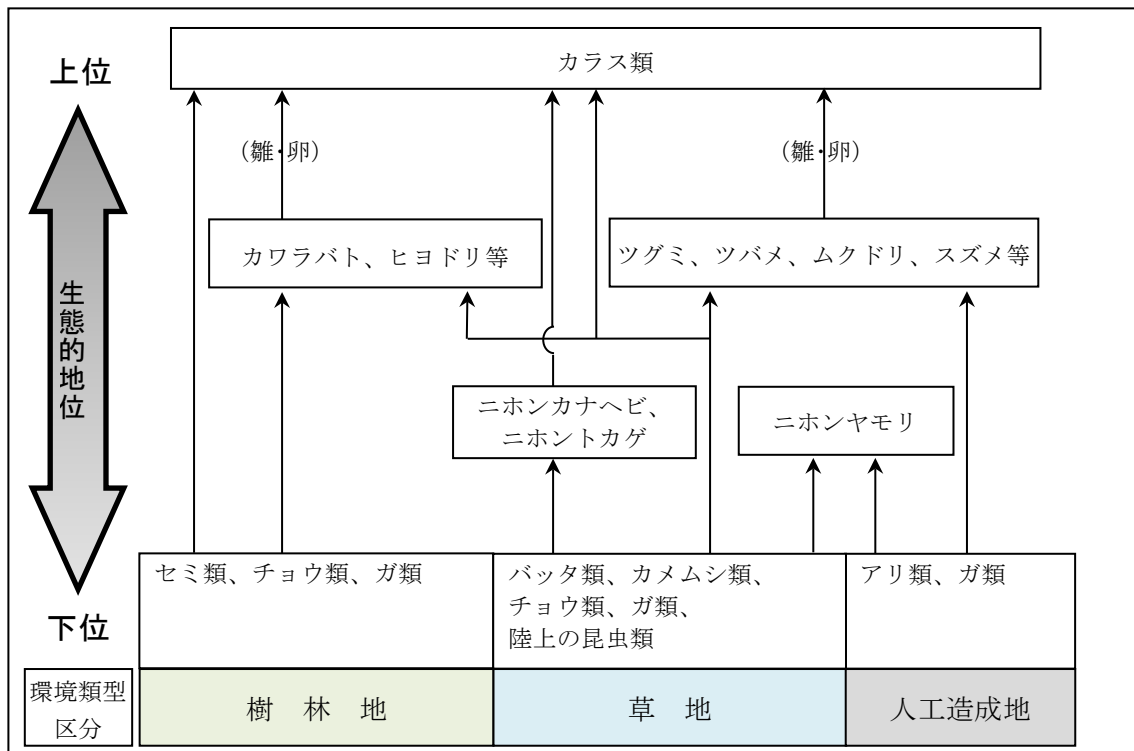 上位
カラス類
(雛・卵)
(雛・卵)
カワラバト、ヒヨドリ等
ツグミ、ツバメ、ムクドリ、スズメ等
生態的地位
ニホンカナヘビ、
ニホントカゲ
ニホンヤモリ
セミ類、チョウ類、ガ類
バッタ類、カメムシ類、
チョウ類、ガ類、
陸上の昆虫類
アリ類、ガ類
下位
環境類型
区分
樹 林 地
草 地
人工造成地